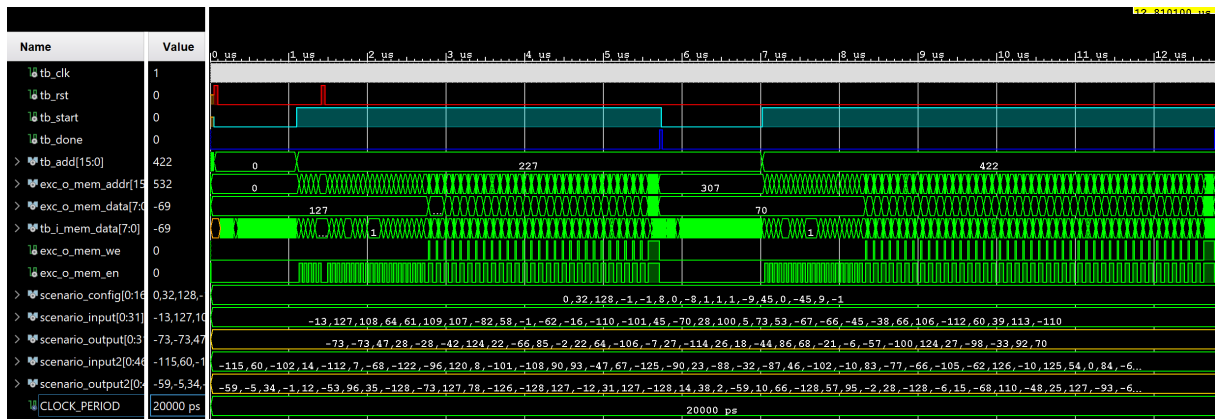 12.810100 us
Name Value
0 us 1 us 2 us 3 us 4 us 5 us 6 us 7 us 8 us 9 us 10 us 11 us 12 us
tb_clk 1
tb_rst 0
tb_start 0
tb_done 0
tb_add[15:0] 422 0 227 422
exc_o_mem_addr[15 532 0 307
exc_o_mem_data[7:0 -69 127 ... 70
tb_i_mem_data[7:0] -69 ... 1 1
exc_o_mem_we 0
exc_o_mem_en 0
scenario_config[0:16 0,32,128,- 0,32,128,-1,-1,8,0,-8,1,1,1,-9,45,0,-45,9,-1
scenario_input[0:31] -13,127,10 -13,127,108,64,61,109,107,-82,58,-1,-62,-16,-110,-101,45,-70,28,100,5,73,53,-67,-66,-45,-38,66,106,-112,60,39,113,-110
scenario_output[0:31 -73,-73,47 -73,-73,47,28,-28,-42,124,22,-66,85,-2,22,64,-106,-7,27,-114,26,18,-44,86,68,-21,-6,-57,-100,124,27,-98,-33,92,70
scenario_input2[0:46 -115,60,-1 -115,60,-102,14,-112,7,-68,-122,-96,120,8,-101,-108,90,93,-47,67,-125,-90,23,-88,-32,-87,46,-102,-10,83,-77,-66,-105,-62,126,-10,125,54,0,84,-6...
scenario_output2[0:4 -59,-5,34,- -59,-5,34,-1,12,-53,96,35,-128,-73,127,78,-126,-128,127,-12,31,127,-128,14,38,2,-59,10,66,-128,57,95,-2,28,-128,-6,15,-68,110,-48,25,127,-93,-6...
CLOCK_PERIOD 20000 ps 20000 ps